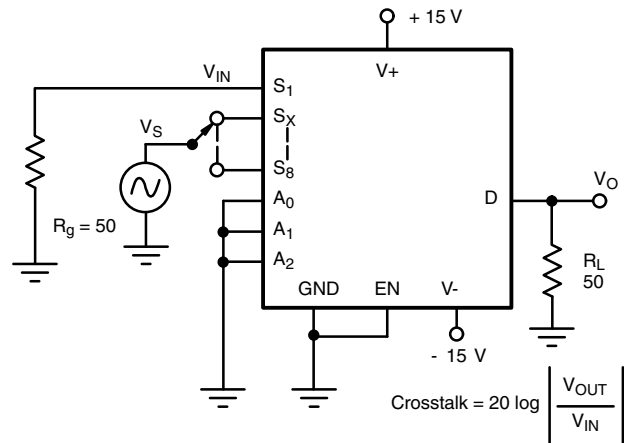 + 15 V
V+
VIN
S1
VS
SX
S8
Rg = 50
A0
A1
A2
D
VO
RL
50
GND
EN
V-
- 15 V
Crosstalk = 20 log | VOUT / VIN |